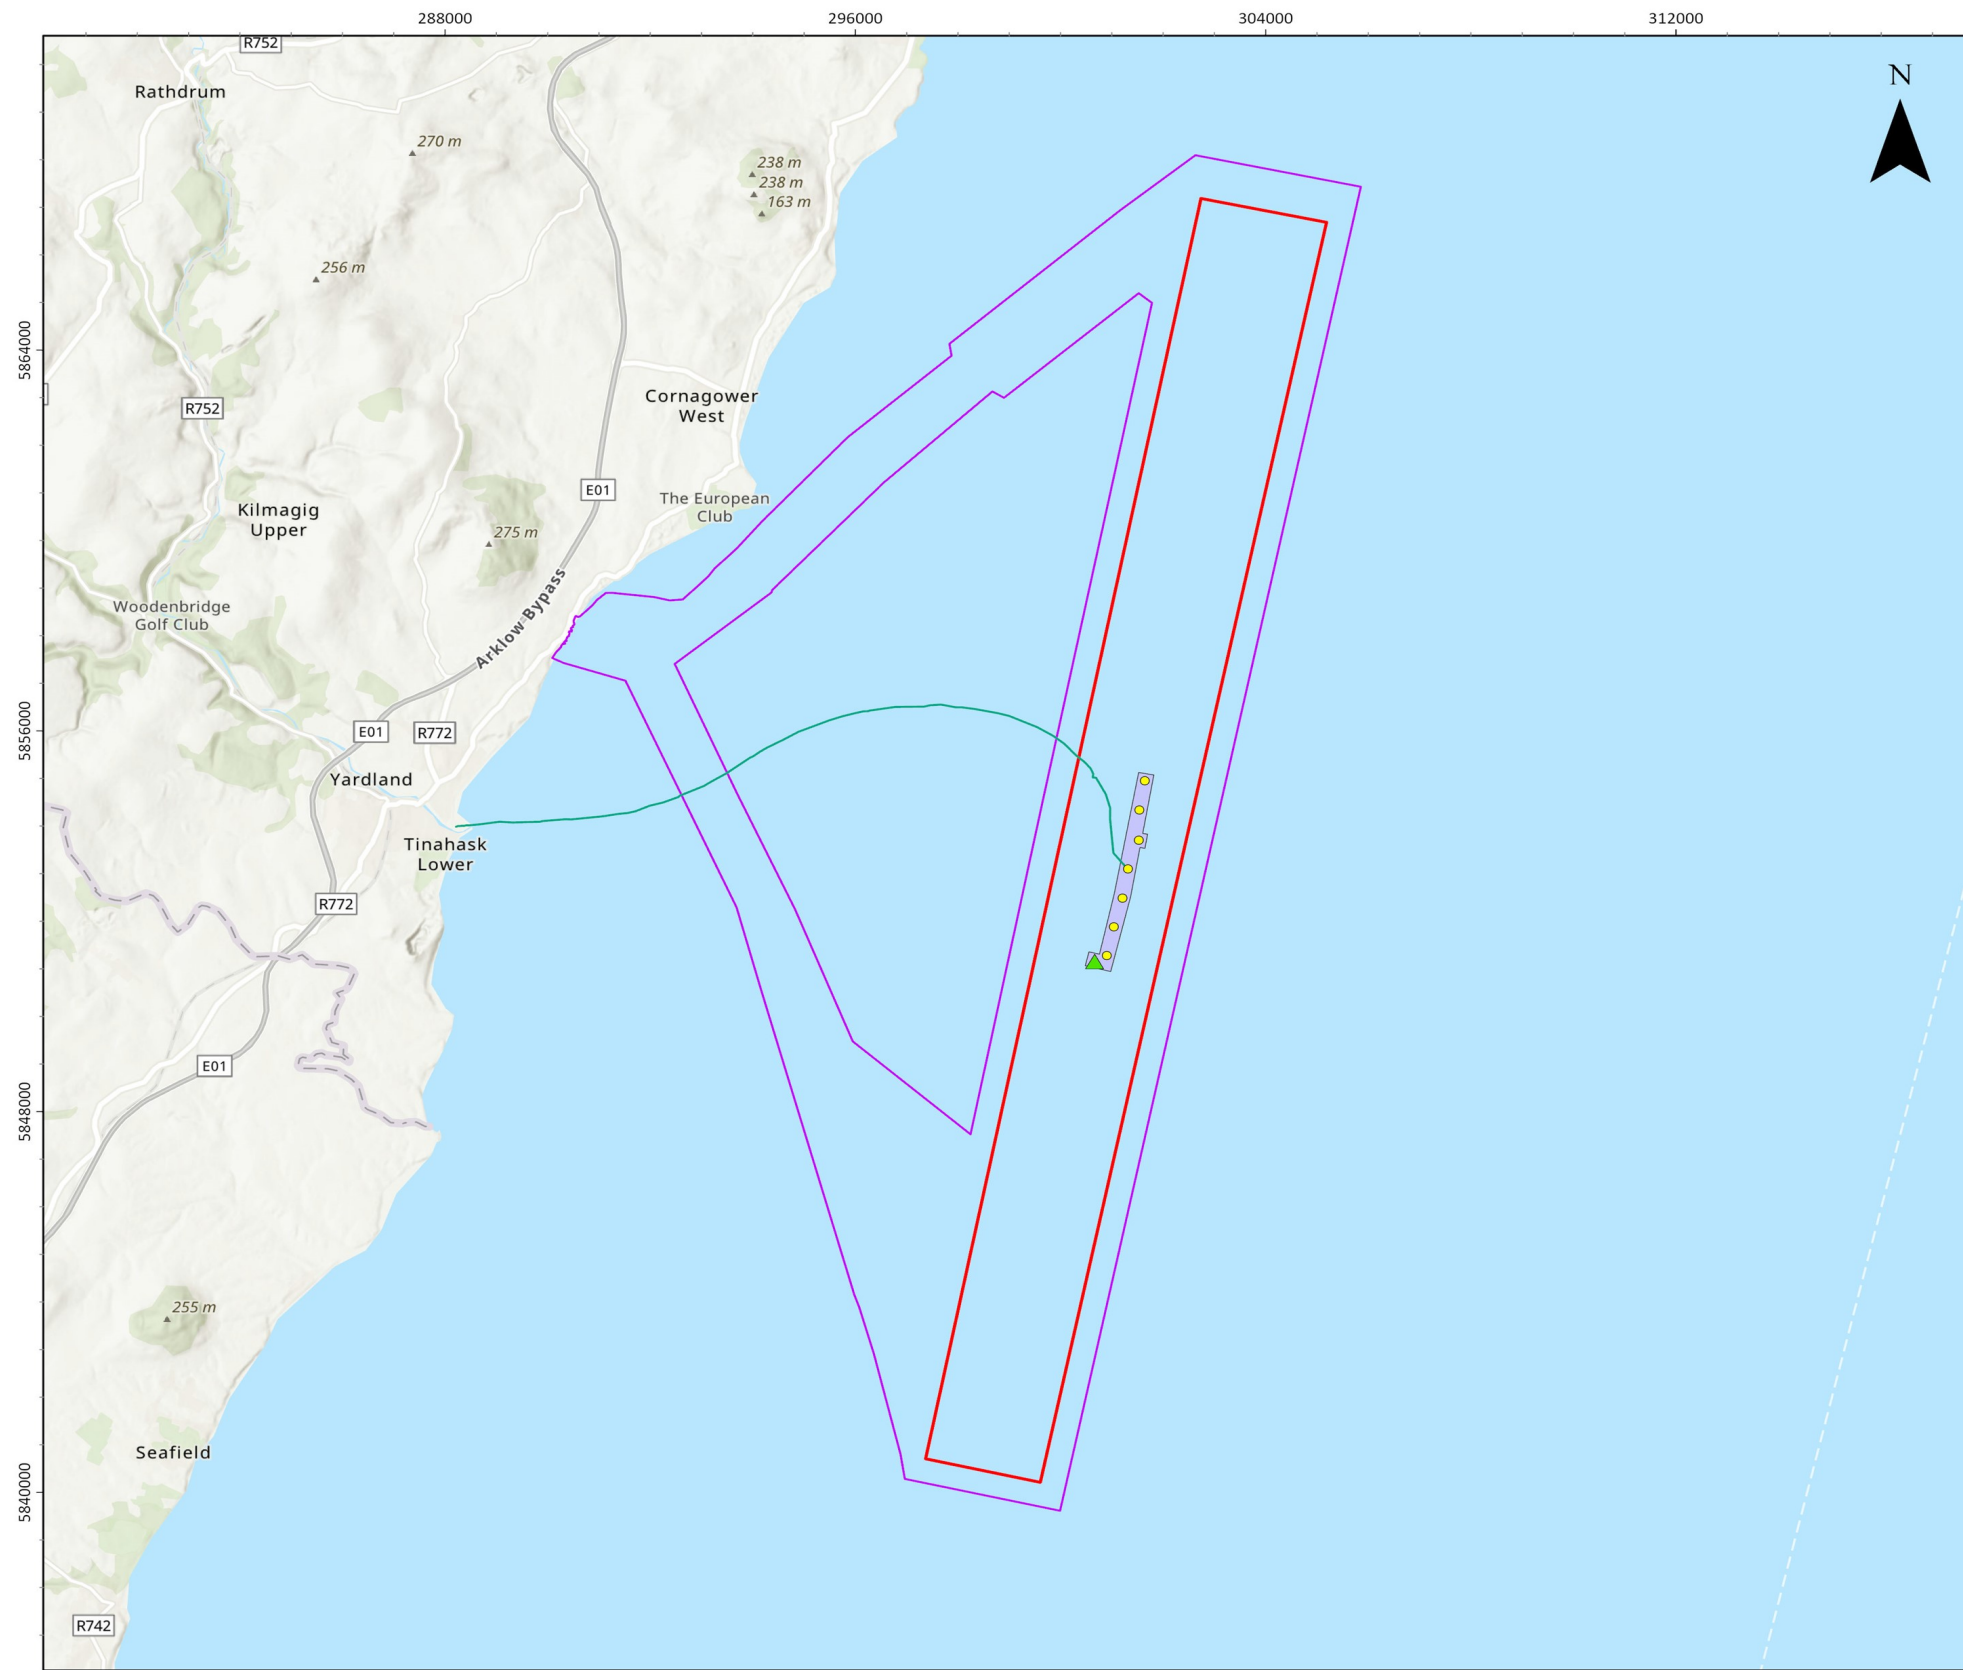 288000
296000
304000
312000
N
R752
Rathdrum
270 m
238 m
238 m
163 m
256 m
5864000
R752
Cornagower
West
E01
The European
Club
Kilmagig
Upper
275 m
Woodenbridge
Golf Club
Arklow Bypass
5856000
E01
R772
Yardland
Tinahask
Lower
R772
E01
5848000
255 m
Seafield
5840000
R742